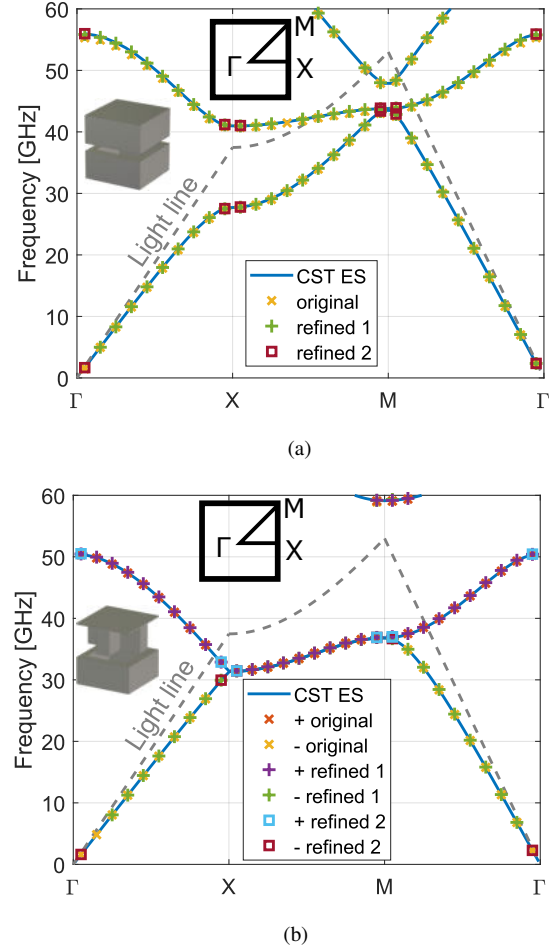 60
50
40
30
20
10
0
Frequency [GHz]
M
Γ
X
Light line
CST ES
original
refined 1
refined 2
Γ X M Γ
(a)
60
50
40
30
20
10
0
Frequency [GHz]
M
Γ
X
Light line
CST ES
+ original
- original
+ refined 1
- refined 1
+ refined 2
- refined 2
Γ X M Γ
(b)